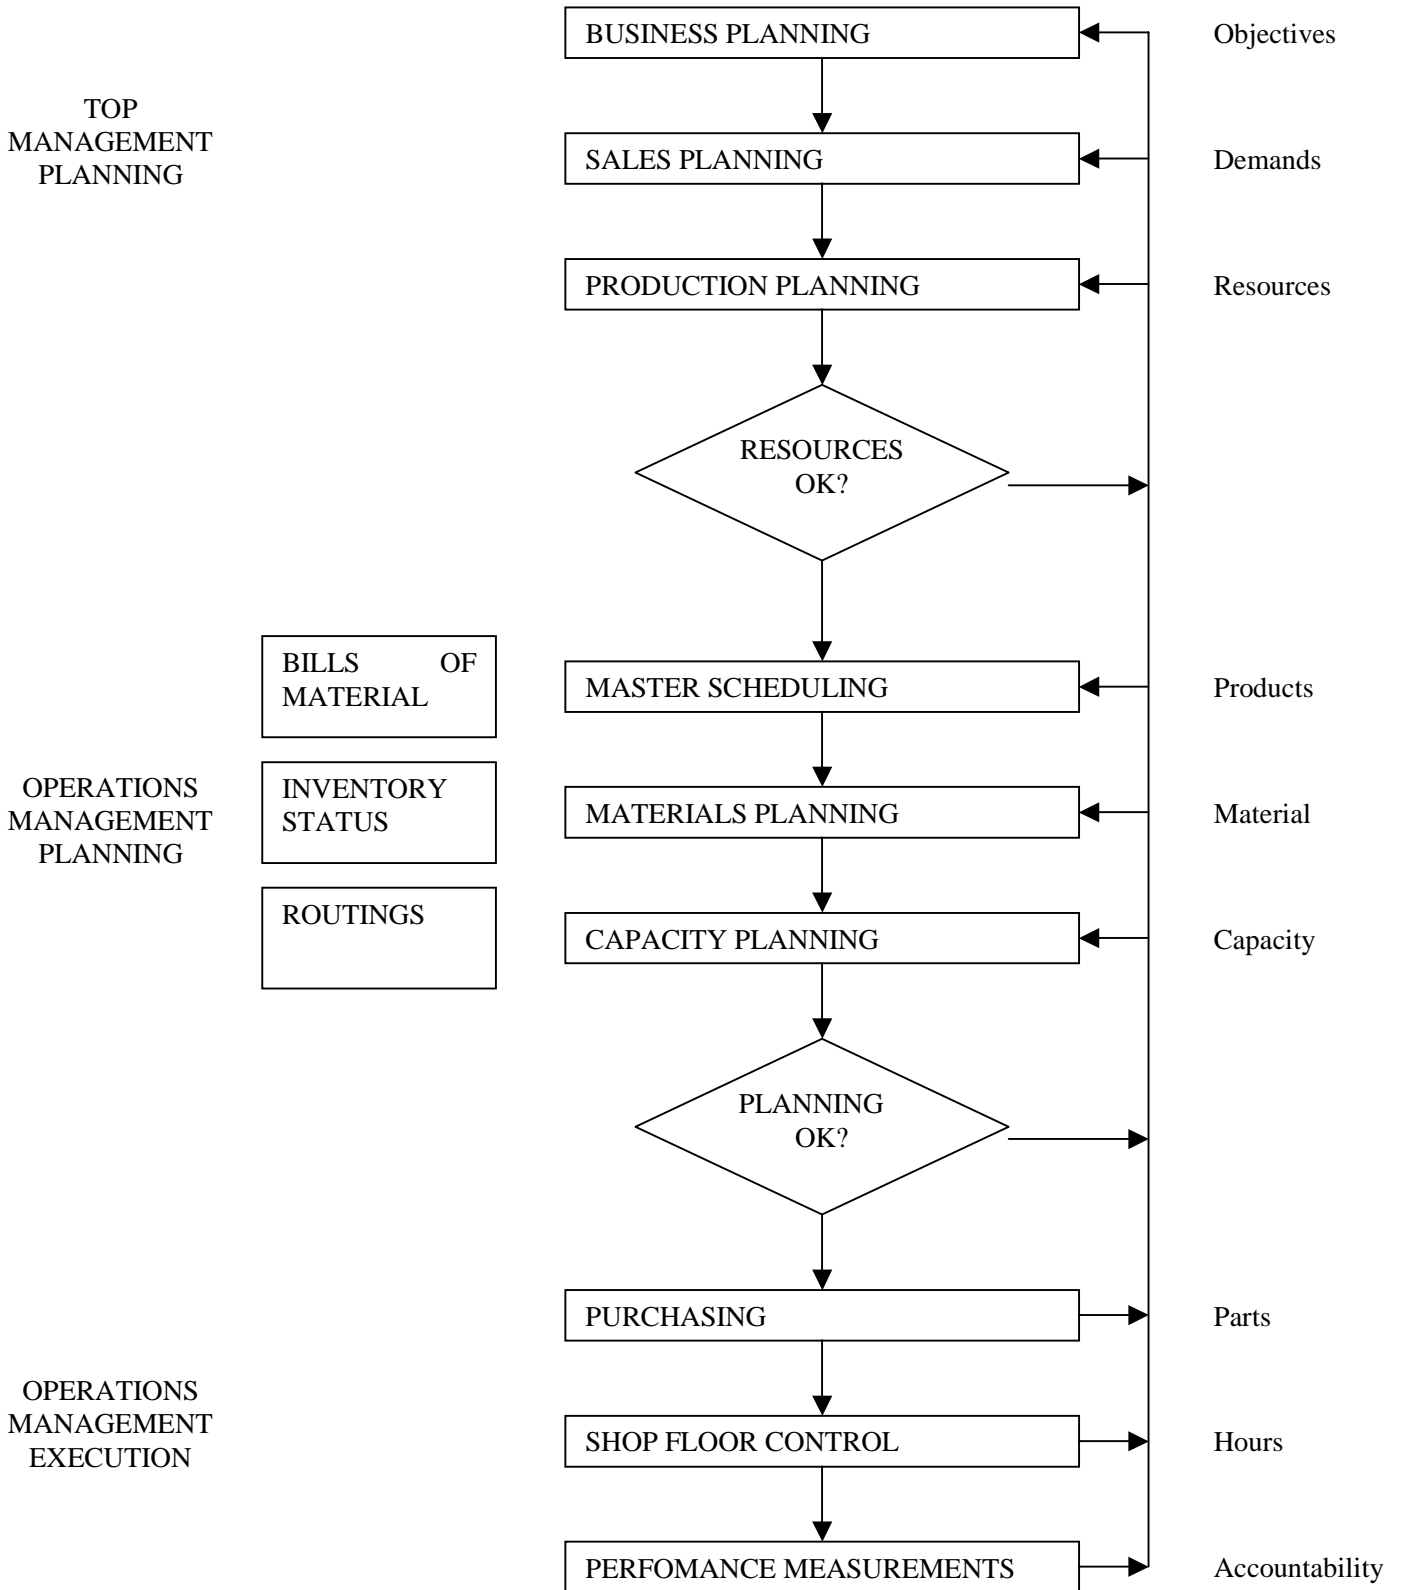 BUSINESS PLANNING
Objectives
TOP
MANAGEMENT
PLANNING
SALES PLANNING
Demands
PRODUCTION PLANNING
Resources
RESOURCES
OK?
BILLS OF
MATERIAL
MASTER SCHEDULING
Products
OPERATIONS
MANAGEMENT
PLANNING
INVENTORY
STATUS
MATERIALS PLANNING
Material
ROUTINGS
CAPACITY PLANNING
Capacity
PLANNING
OK?
PURCHASING
Parts
OPERATIONS
MANAGEMENT
EXECUTION
SHOP FLOOR CONTROL
Hours
PERFOMANCE MEASUREMENTS
Accountability